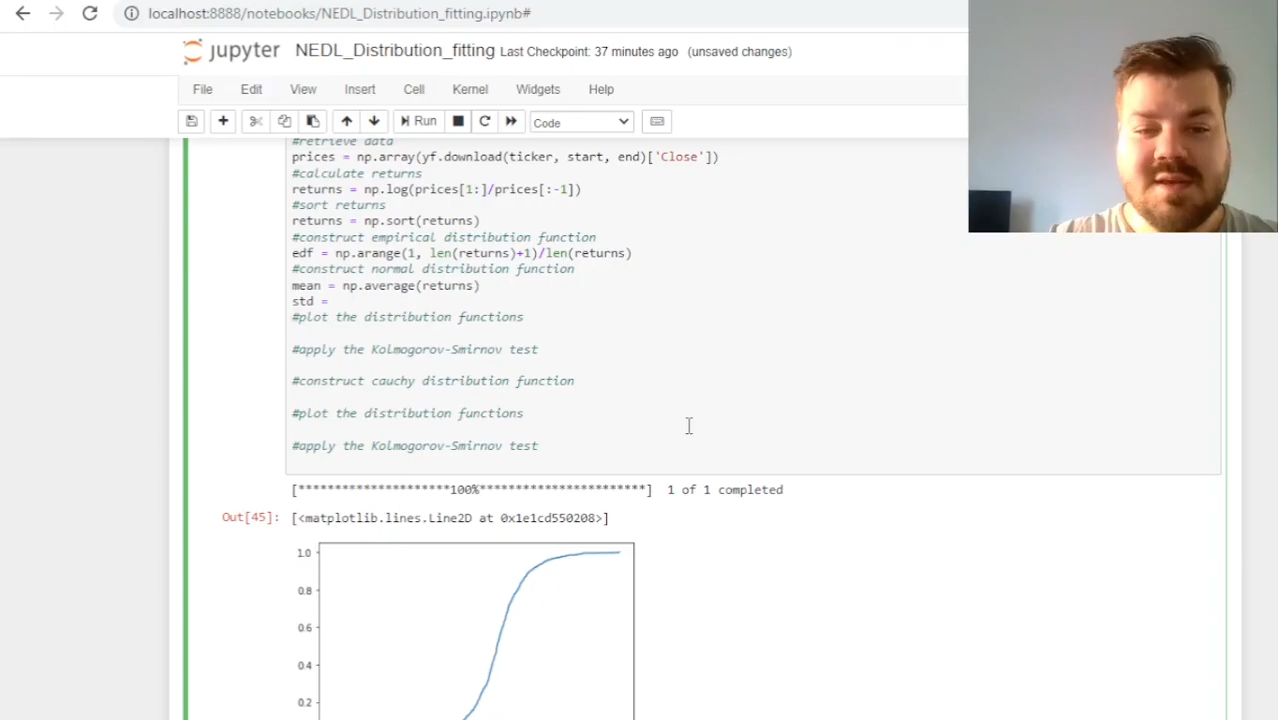 localhost:8888/notebooks/NEDL_Distribution_fitting.ipynb#
jupyter NEDL_Distribution_fitting Last Checkpoint: 37 minutes ago (unsaved changes)
File Edit View Insert Cell Kernel Widgets Help
Run Code
#retrieve data
prices = np.array(yf.download(ticker, start, end)['Close'])
#calculate returns
returns = np.log(prices[1:]/prices[:-1])
#sort returns
returns = np.sort(returns)
#construct empirical distribution function
edf = np.arange(1, len(returns)+1)/len(returns)
#construct normal distribution function
mean = np.average(returns)
std =
#plot the distribution functions
#apply the Kolmogorov-Smirnov test
#construct cauchy distribution function
#plot the distribution functions
#apply the Kolmogorov-Smirnov test
[*********************100%***********************] 1 of 1 completed
Out[45]: [<matplotlib.lines.Line2D at 0x1e1cd550208>]
1.0
0.8
0.6
0.4
0.2